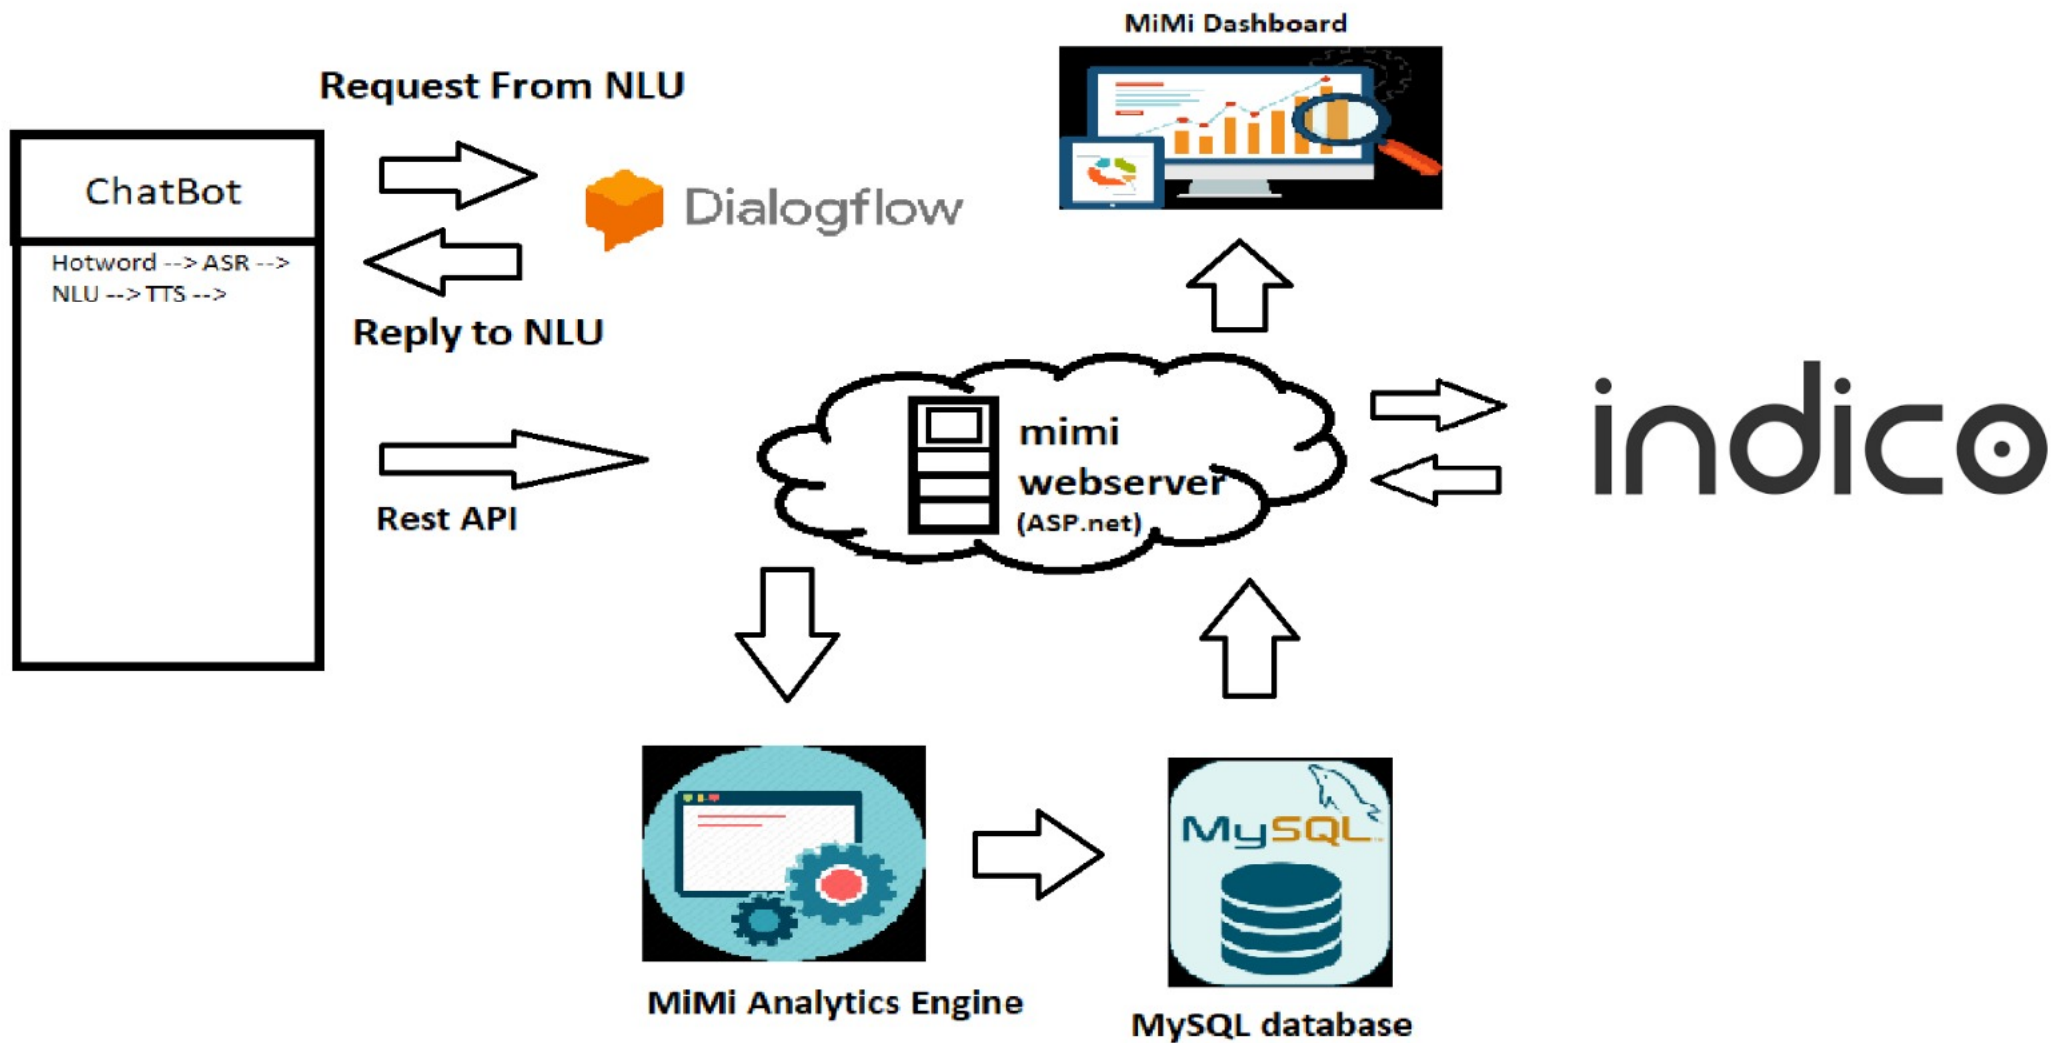 MiMi Dashboard
Request From NLU
ChatBot
Dialogflow
Hotword --> ASR -->
NLU --> TTS -->
Reply to NLU
mimi
webserver
(ASP.net)
indico
Rest API
MySQL
MiMi Analytics Engine
MySQL database